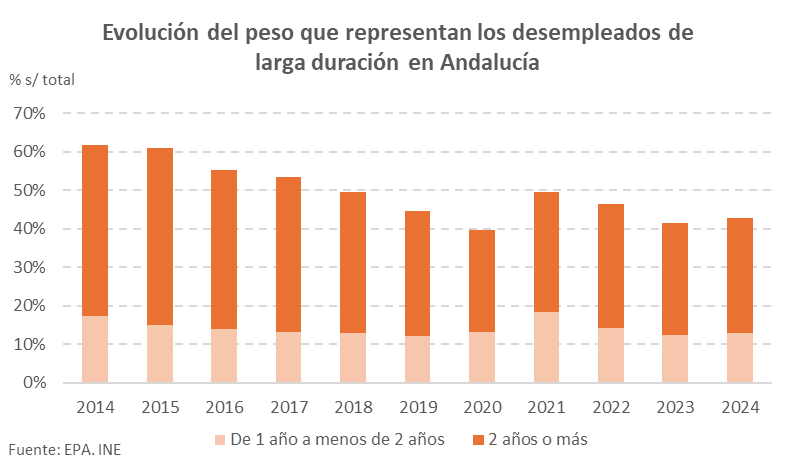 Evolución del peso que representan los desempleados de
larga duración en Andalucía
% s/ total
70%
60%
50%
40%
30%
20%
10%
0%
2014 2015 2016 2017 2018 2019 2020 2021 2022 2023 2024
De 1 año a menos de 2 años 2 años o más
Fuente: EPA. INE